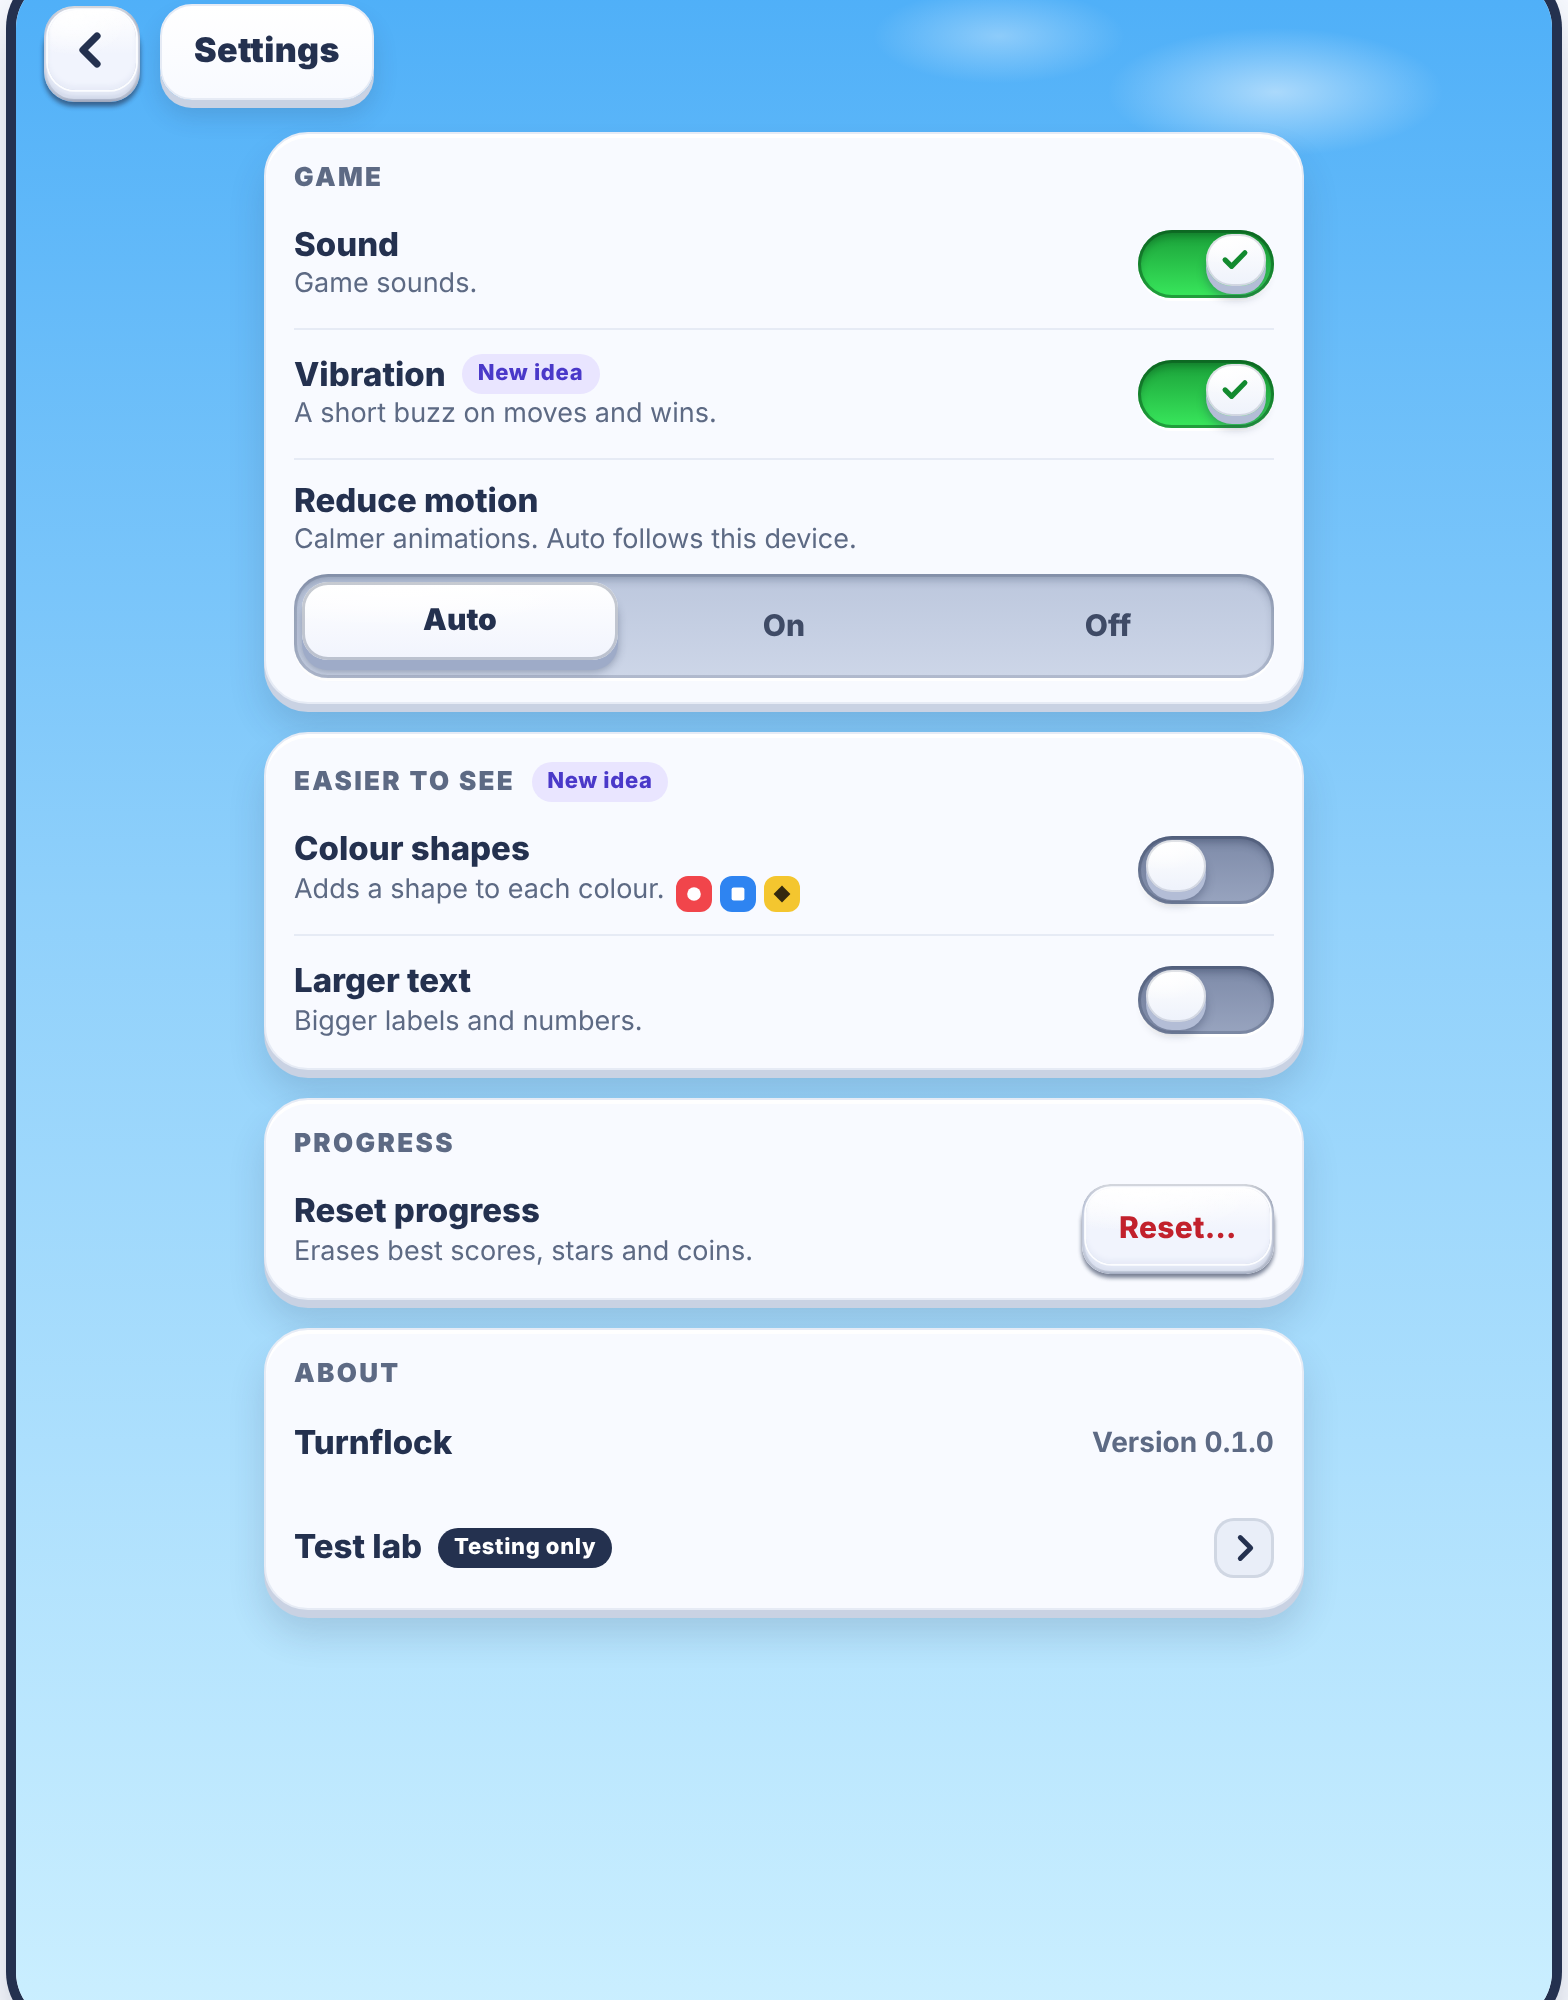 Settings
GAME
Sound
Game sounds.
Vibration New idea
A short buzz on moves and wins.
Reduce motion
Calmer animations. Auto follows this device.
Auto On Off
EASIER TO SEE New idea
Colour shapes
Adds a shape to each colour.
Larger text
Bigger labels and numbers.
PROGRESS
Reset progress
Erases best scores, stars and coins.
Reset...
ABOUT
Turnflock Version 0.1.0
Test lab Testing only